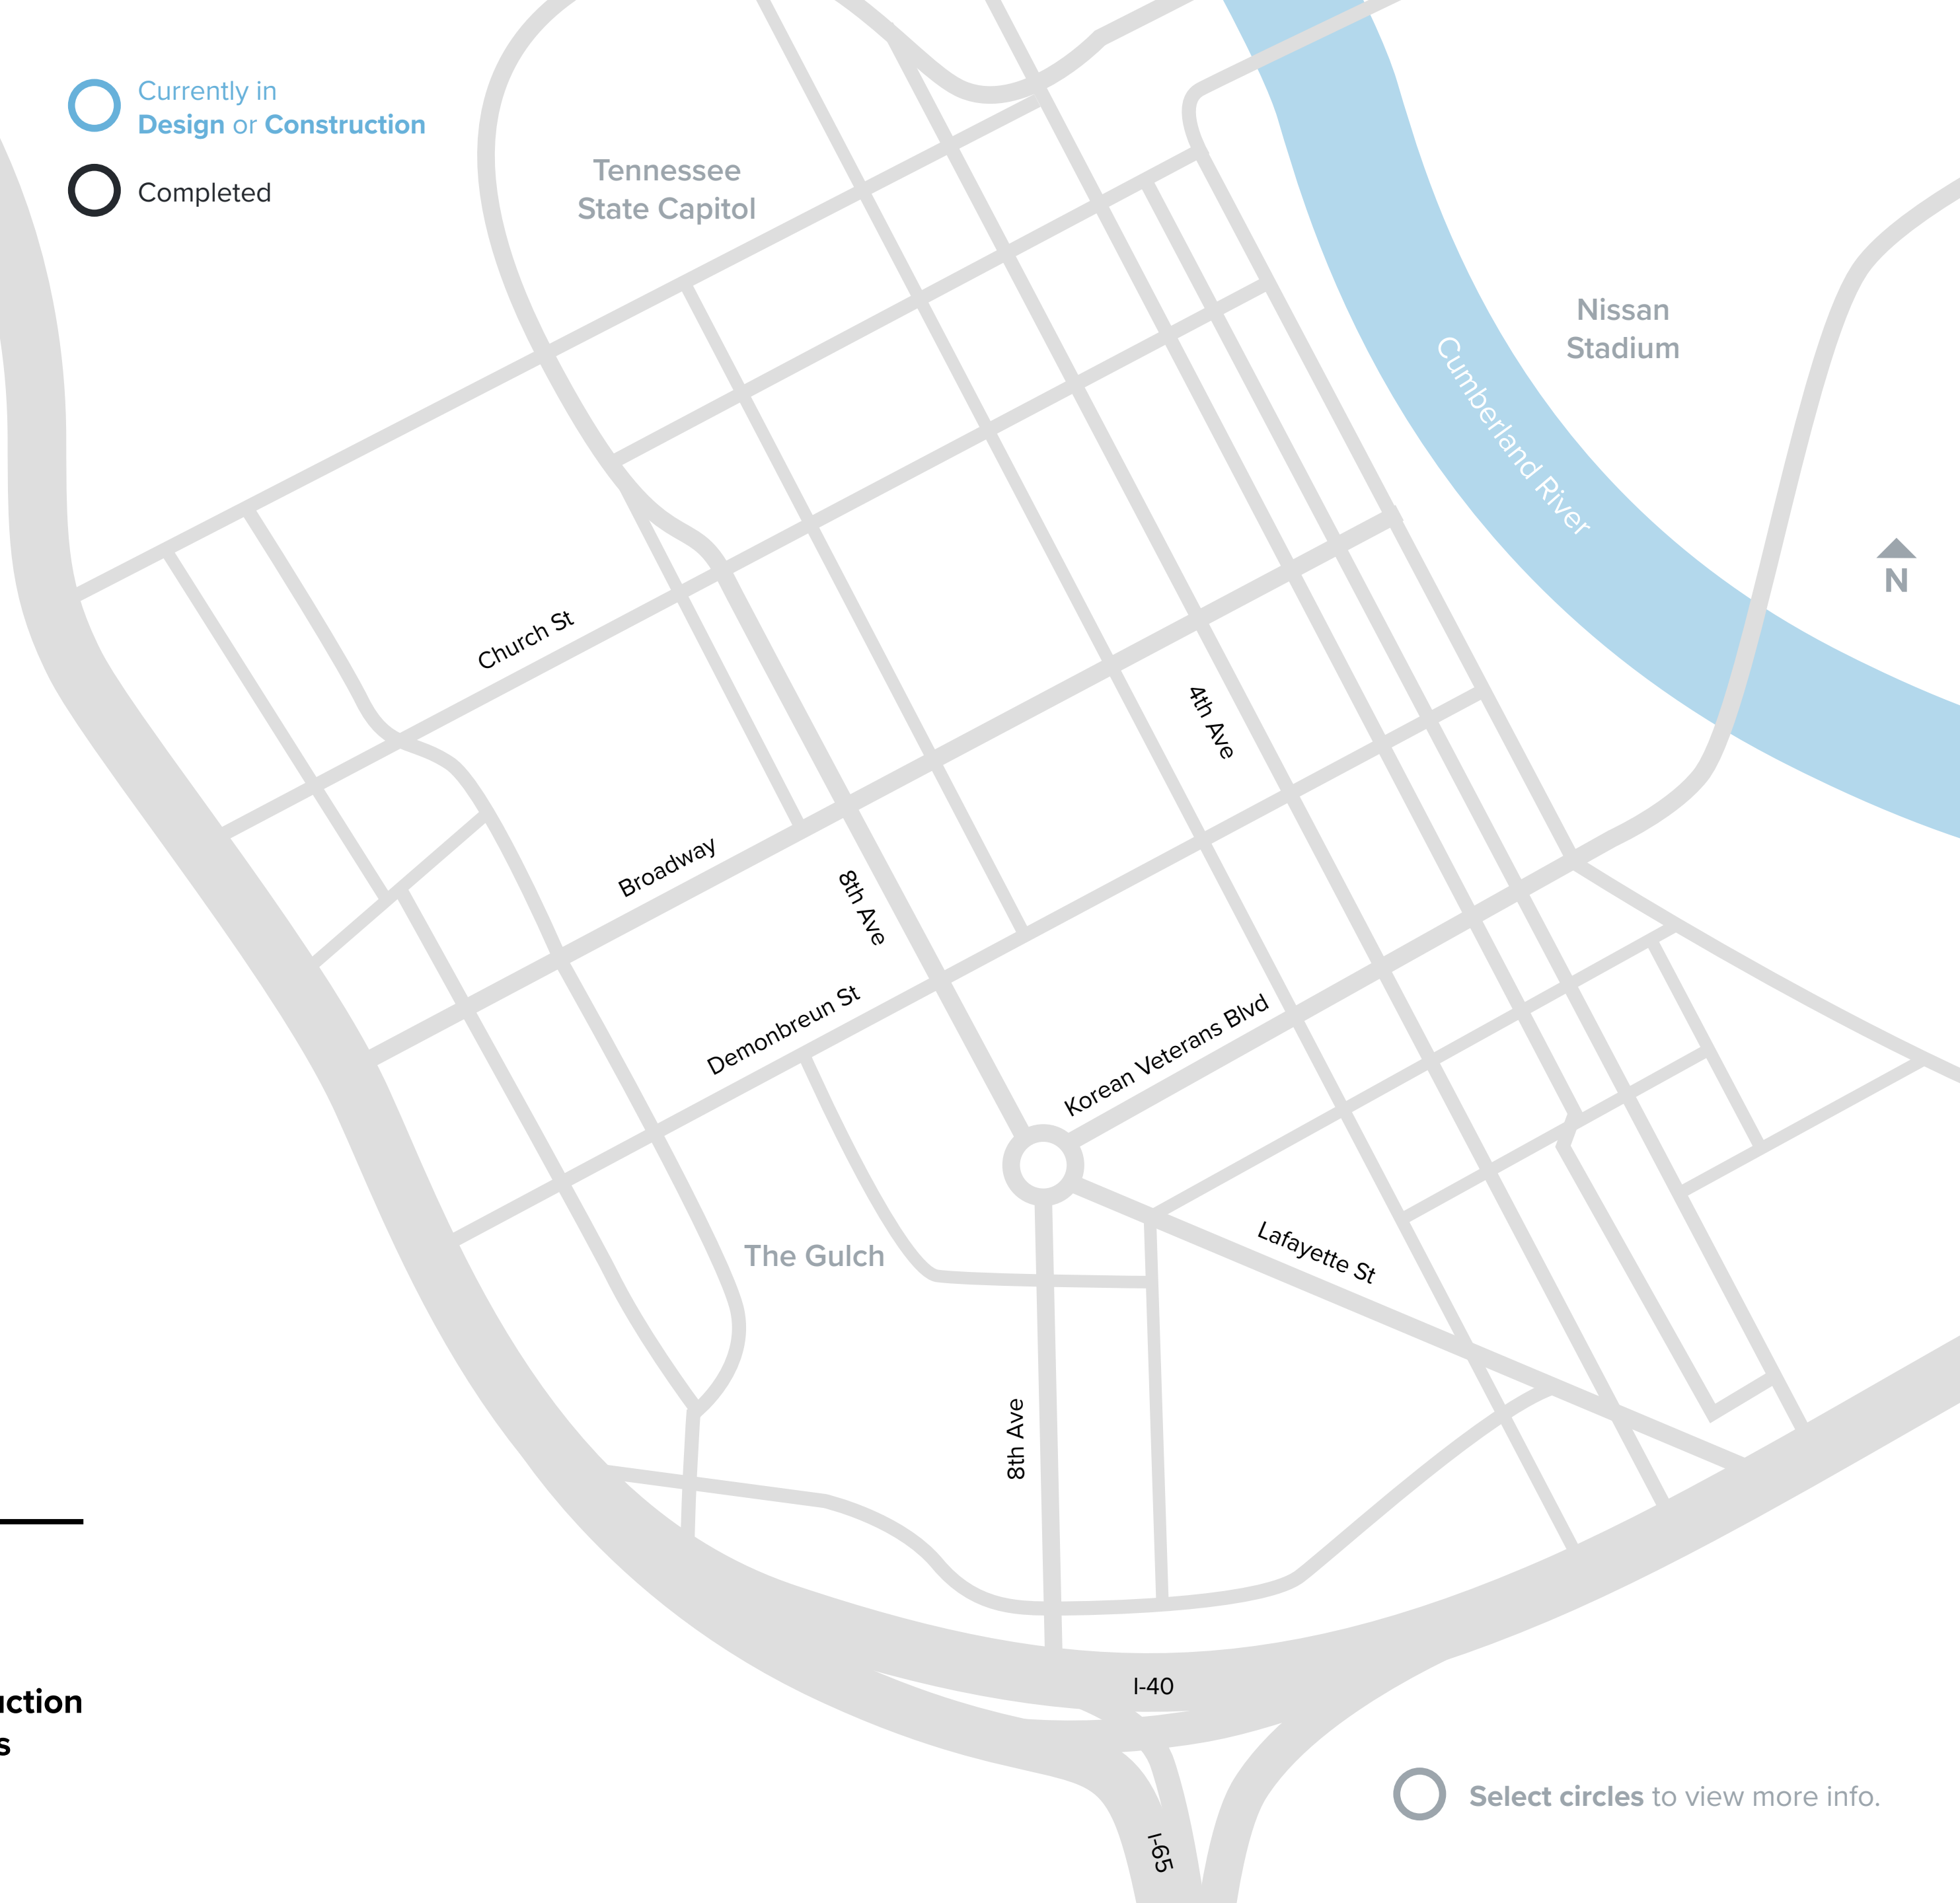 Currently in
Design or Construction
Completed
Tennessee
State Capitol
Nissan
Stadium
Cumberland River
N
Church St
4th Ave
Broadway
8th Ave
Demonbreun St
Korean Veterans Blvd
The Gulch
Lafayette St
8th Ave
I-40
uction
s
Select circles to view more info.
I-65